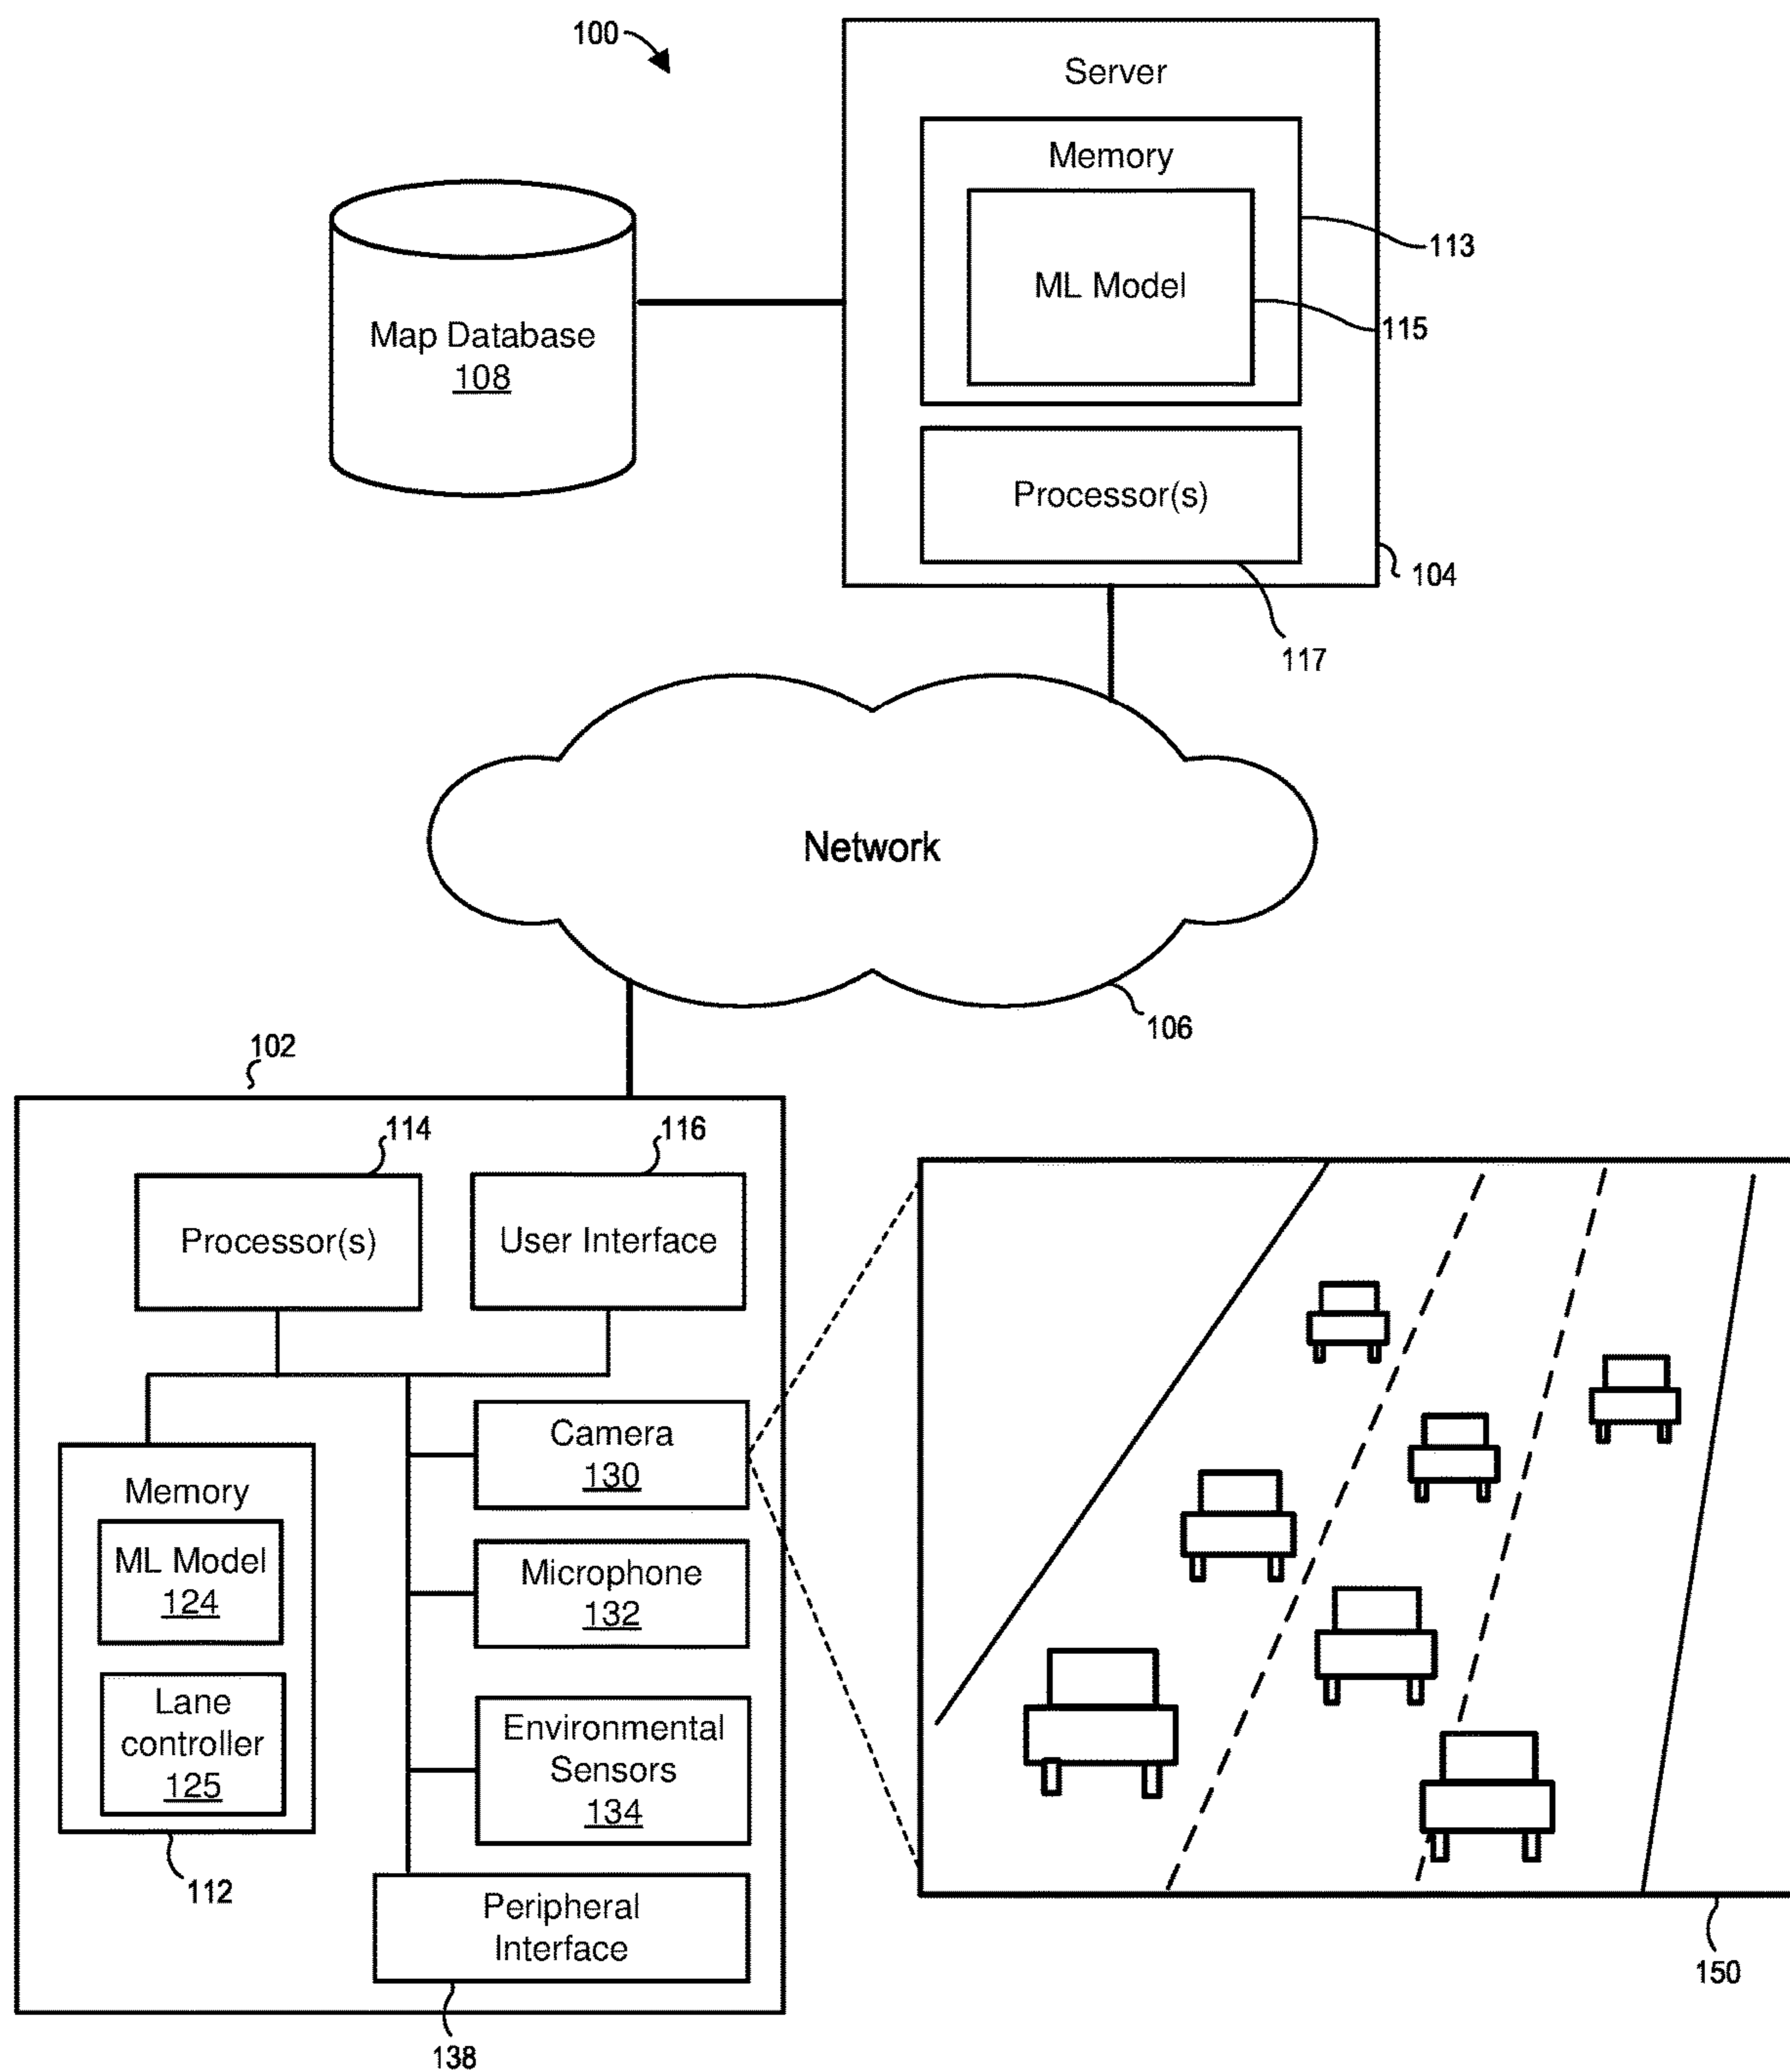 100
Server
Memory
113
ML Model
115
Map Database
108
Processor(s)
104
117
Network
106
102
114
116
Processor(s)
User Interface
Camera
130
Memory
ML Model
124
Microphone
132
Lane
controller
125
Environmental
Sensors
134
112
Peripheral
Interface
138
150